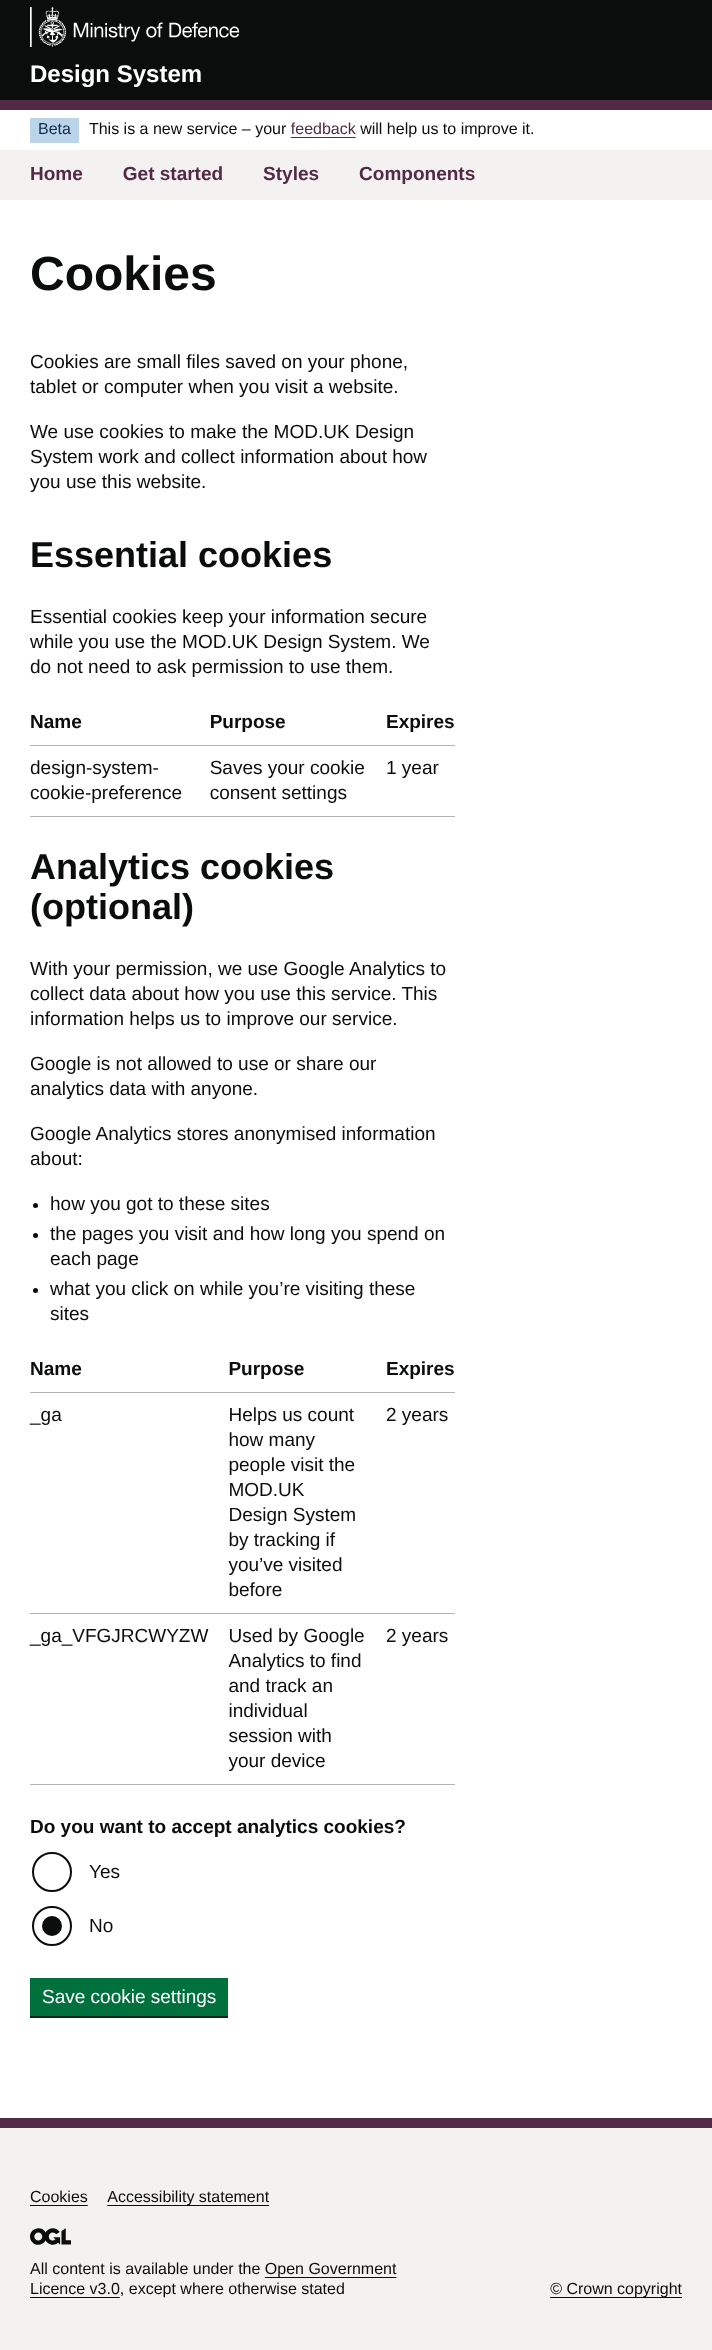 Ministry of Defence
Design System
Beta This is a new service – your feedback will help us to improve it.
Home Get started Styles Components
Cookies
Cookies are small files saved on your phone,
tablet or computer when you visit a website.
We use cookies to make the MOD.UK Design
System work and collect information about how
you use this website.
Essential cookies
Essential cookies keep your information secure
while you use the MOD.UK Design System. We
do not need to ask permission to use them.
Name Purpose Expires
design-system- Saves your cookie 1 year
cookie-preference consent settings
Analytics cookies
(optional)
With your permission, we use Google Analytics to
collect data about how you use this service. This
information helps us to improve our service.
Google is not allowed to use or share our
analytics data with anyone.
Google Analytics stores anonymised information
about:
• how you got to these sites
• the pages you visit and how long you spend on
each page
• what you click on while you’re visiting these
sites
Name Purpose Expires
_ga Helps us count 2 years
how many
people visit the
MOD.UK
Design System
by tracking if
you’ve visited
before
_ga_VFGJRCWYZW Used by Google 2 years
Analytics to find
and track an
individual
session with
your device
Do you want to accept analytics cookies?
Yes
No
Save cookie settings
Cookies Accessibility statement
OGL
All content is available under the Open Government
Licence v3.0, except where otherwise stated © Crown copyright